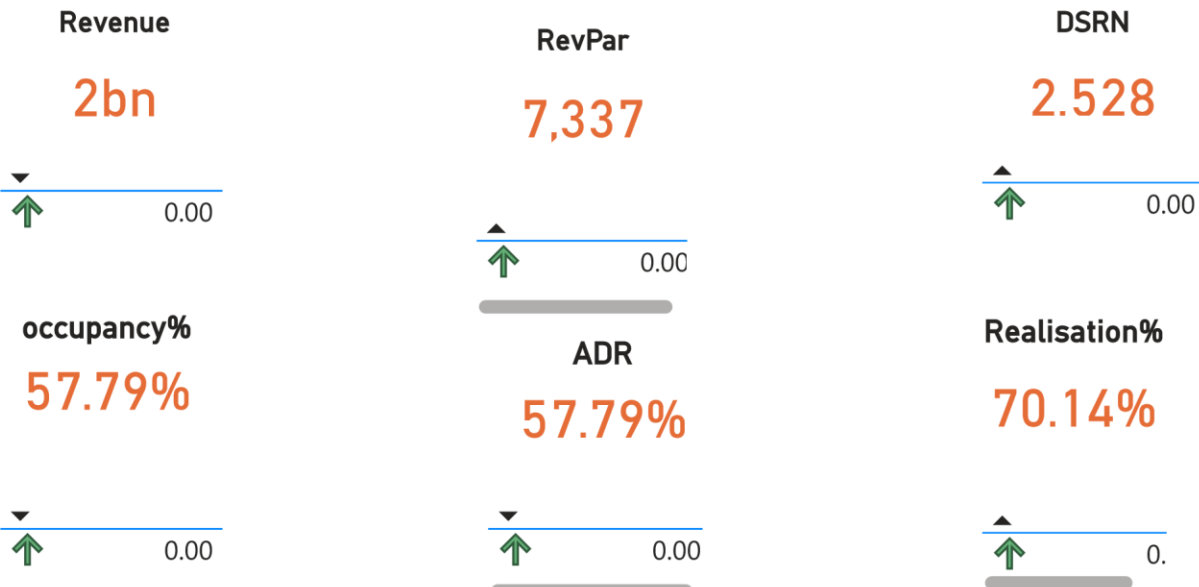 Revenue
2bn
0.00
RevPar
7,337
0.00
DSRN
2.528
0.00
occupancy%
57.79%
0.00
ADR
57.79%
0.00
Realisation%
70.14%
0.